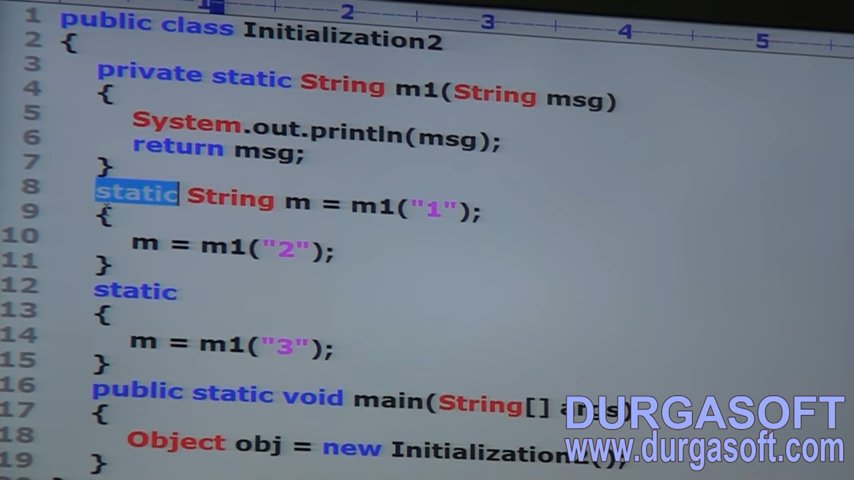 1 2 3 4 5
1 public class Initialization2
2 {
3 private static String m1(String msg)
4 {
5 System.out.println(msg);
6 return msg;
7 }
8 static String m = m1("1");
9 {
10 m = m1("2");
11 }
12 static
13 {
14 m = m1("3");
15 }
16 public static void main(String[] args)
17 {
18 Object obj = new Initialization2();
19 }
DURGASOFT
www.durgasoft.com